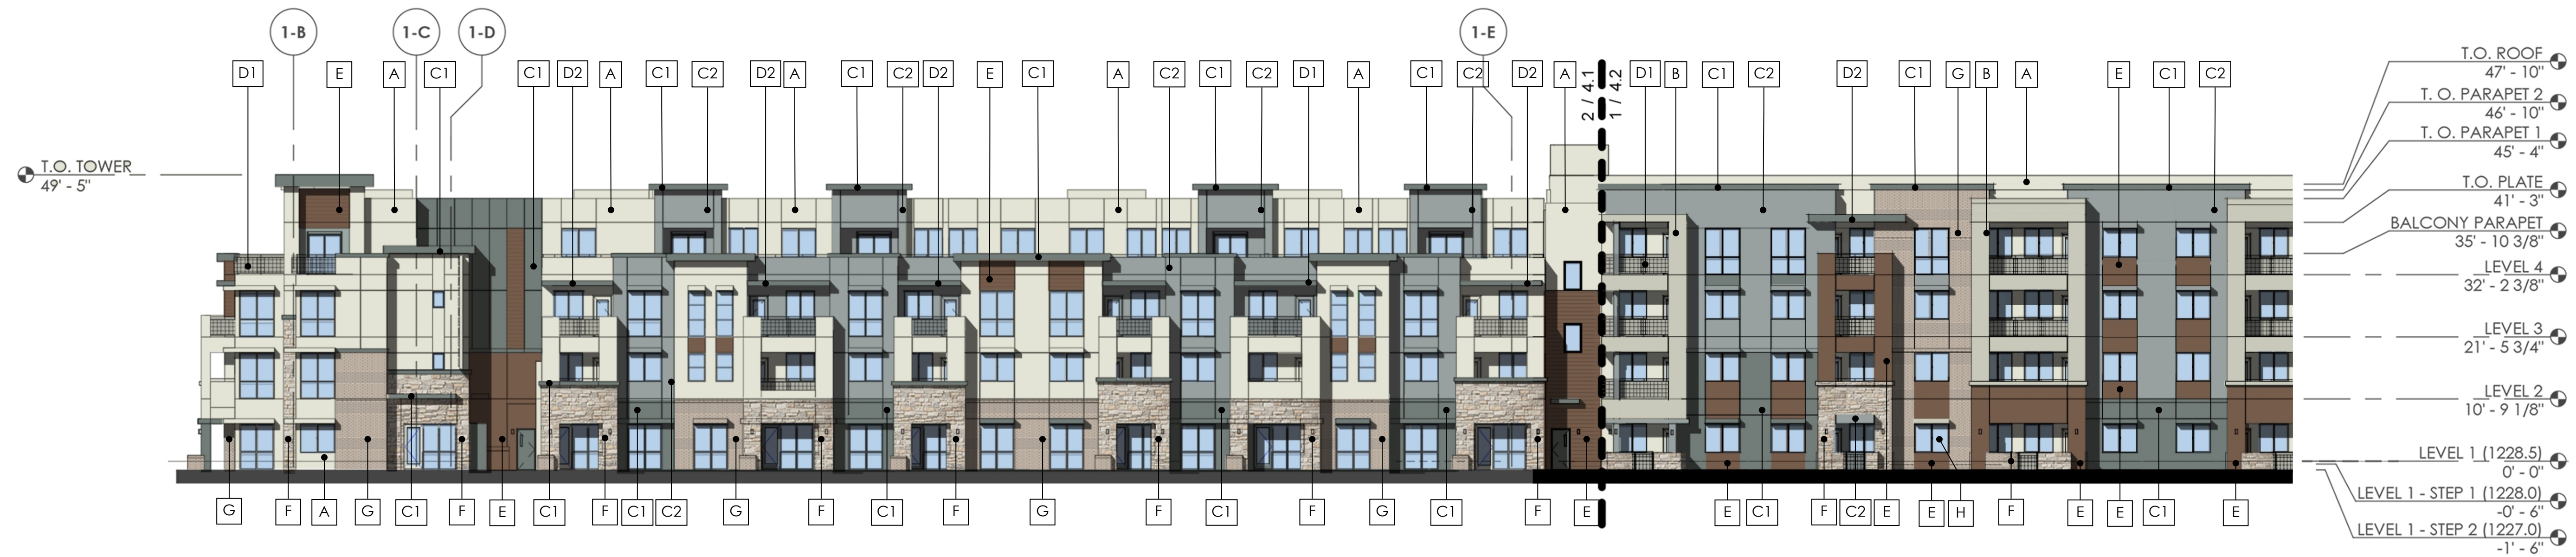 1-B 1-C 1-D 1-E
D1 E A C1 C1 D2 A C1 C2 D2 A C1 C2 D2 E C1 A C2 C1 C2 D1 A C1 C2 D2 A
2 / 4.1
1 / 4.2
D1 B C1 C2 D2 C1 G B A E C1 C2
T.O. TOWER
49' - 5"
T.O. ROOF
47' - 10"
T. O. PARAPET 2
46' - 10"
T. O. PARAPET 1
45' - 4"
T.O. PLATE
41' - 3"
BALCONY PARAPET
35' - 10 3/8"
LEVEL 4
32' - 2 3/8"
LEVEL 3
21' - 5 3/4"
LEVEL 2
10' - 9 1/8"
LEVEL 1 (1228.5)
0' - 0"
LEVEL 1 - STEP 1 (1228.0)
-0' - 6"
LEVEL 1 - STEP 2 (1227.0)
-1' - 6"
G F A G C1 F E C1 F C1 C2 G F C1 F G F C1 F G C1 F E
E C1 F C2 E E H F E E C1 E